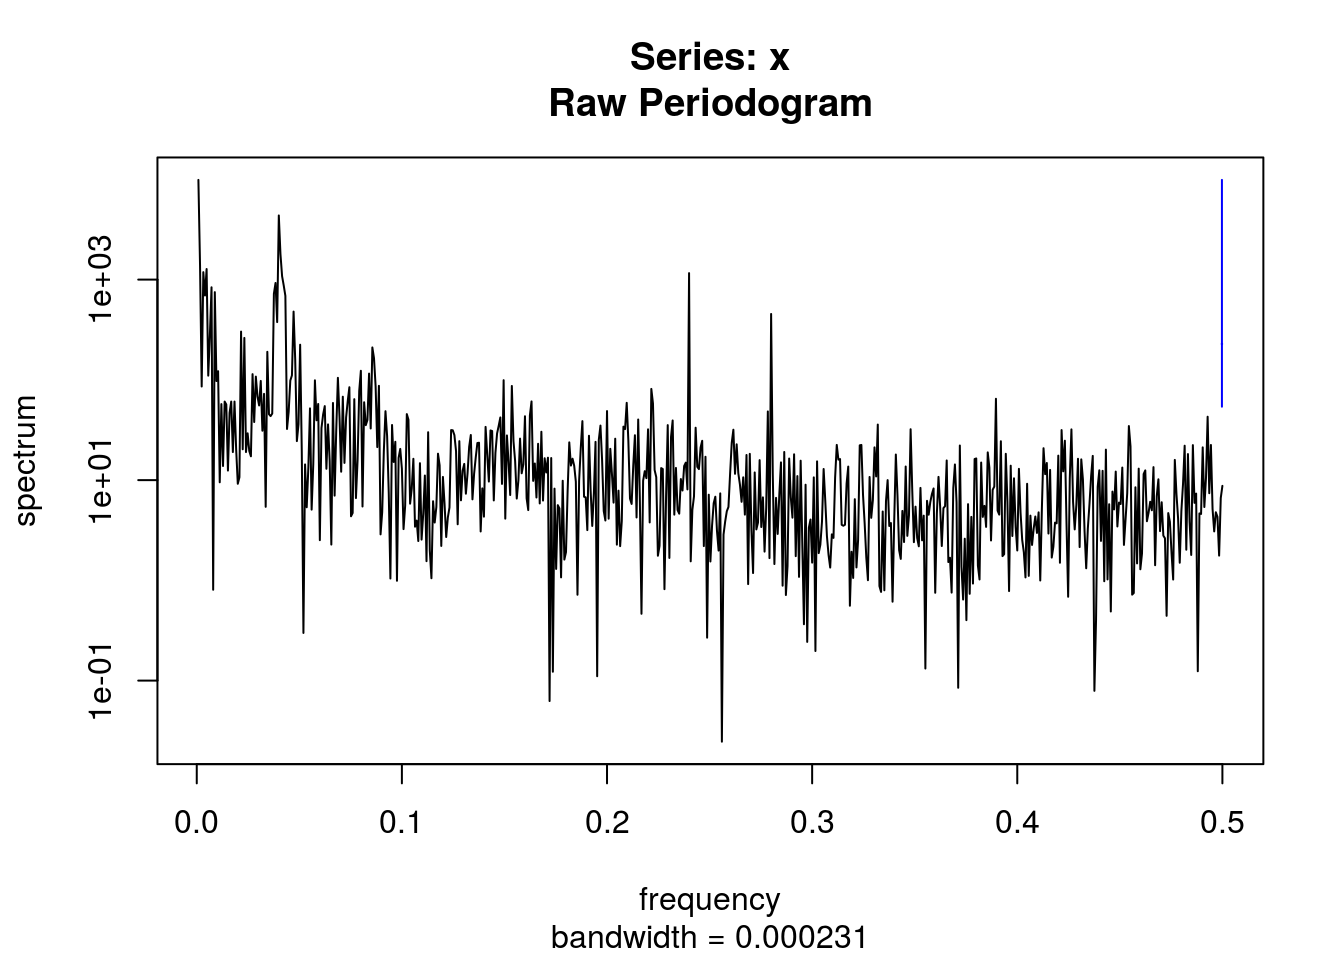 Series: x
Raw Periodogram
spectrum
1e+03
1e+01
1e-01
0.0 0.1 0.2 0.3 0.4 0.5
frequency
bandwidth = 0.000231